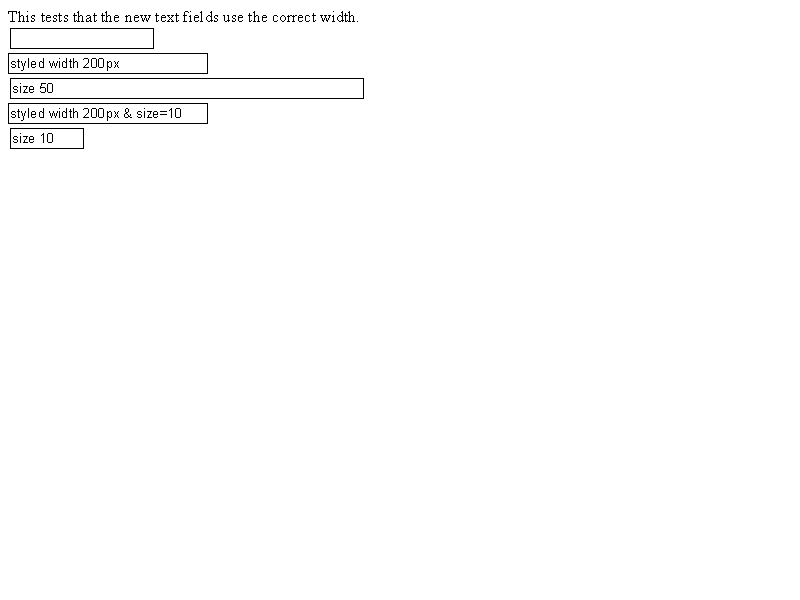 This tests that the new text fields use the correct width.
styled width 200px
size 50
styled width 200px & size=10
size 10